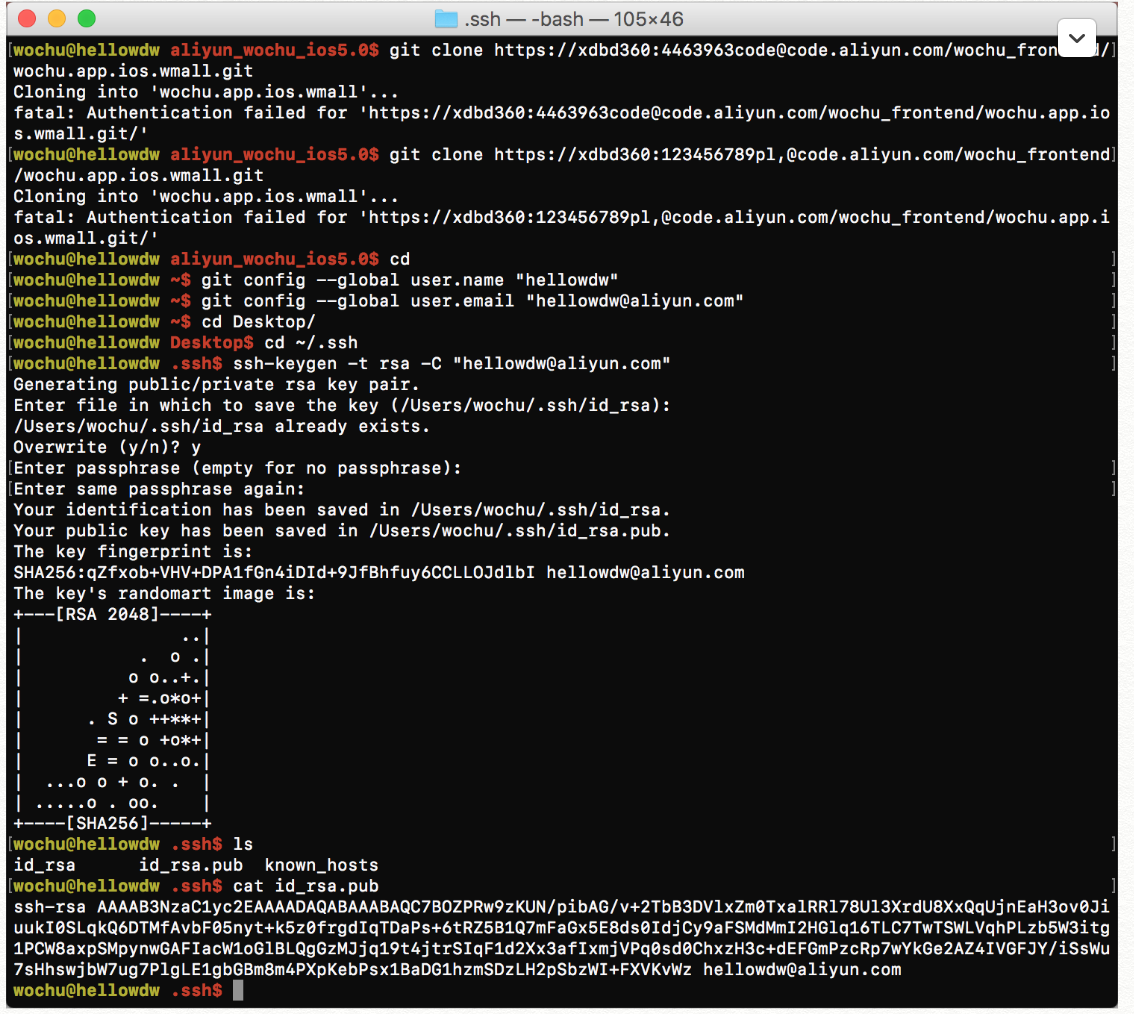 .ssh — -bash — 105×46
[wochu@hellowdw aliyun_wochu_ios5.0$ git clone https://xdbd360:4463963code@code.aliyun.com/wochu_fron /]
wochu.app.ios.wmall.git
Cloning into 'wochu.app.ios.wmall'...
fatal: Authentication failed for 'https://xdbd360:4463963code@code.aliyun.com/wochu_frontend/wochu.app.io
s.wmall.git/'
[wochu@hellowdw aliyun_wochu_ios5.0$ git clone https://xdbd360:123456789pl,@code.aliyun.com/wochu_frontend]
/wochu.app.ios.wmall.git
Cloning into 'wochu.app.ios.wmall'...
fatal: Authentication failed for 'https://xdbd360:123456789pl,@code.aliyun.com/wochu_frontend/wochu.app.i
os.wmall.git/'
[wochu@hellowdw aliyun_wochu_ios5.0$ cd ]
[wochu@hellowdw ~$ git config --global user.name "hellowdw" ]
[wochu@hellowdw ~$ git config --global user.email "hellowdw@aliyun.com" ]
[wochu@hellowdw ~$ cd Desktop/ ]
[wochu@hellowdw Desktop$ cd ~/.ssh ]
[wochu@hellowdw .ssh$ ssh-keygen -t rsa -C "hellowdw@aliyun.com" ]
Generating public/private rsa key pair.
Enter file in which to save the key (/Users/wochu/.ssh/id_rsa):
/Users/wochu/.ssh/id_rsa already exists.
Overwrite (y/n)? y
[Enter passphrase (empty for no passphrase): ]
[Enter same passphrase again: ]
Your identification has been saved in /Users/wochu/.ssh/id_rsa.
Your public key has been saved in /Users/wochu/.ssh/id_rsa.pub.
The key fingerprint is:
SHA256:qZfxob+VHV+DPA1fGn4iDId+9JfBhfuy6CCLLOJdlbI hellowdw@aliyun.com
The key's randomart image is:
+---[RSA 2048]----+
|               ..|
|           .  o .|
|          o o..+.|
|         + =.o*o+|
|      . S o ++**+|
|       = = o +o*+|
|      E = o o..o.|
|  ...o o + o. .  |
| .....o . oo.    |
+----[SHA256]-----+
[wochu@hellowdw .ssh$ ls ]
id_rsa      id_rsa.pub  known_hosts
[wochu@hellowdw .ssh$ cat id_rsa.pub ]
ssh-rsa AAAAB3NzaC1yc2EAAAADAQABAAABAQC7BOZPRw9zKUN/pibAG/v+2TbB3DVlxZm0TxalRRl78Ul3XrdU8XxQqUjnEaH3ov0Ji
uukI0SLqkQ6DTMfAvbF05nyt+k5z0frgdIqTDaPs+6tRZ5B1Q7mFaGx5E8ds0IdjCy9aFSMdMmI2HGlq16TLC7TwTSWLVqhPLzb5W3itg
1PCW8axpSMpynwGAFIacW1oGlBLQgGzMJjq19t4jtrSIqF1d2Xx3afIxmjVPq0sd0ChxzH3c+dEFGmPzcRp7wYkGe2AZ4IVGFJY/iSsWu
7sHhswjbW7ug7PlgLE1gbGBm8m4PXpKebPsx1BaDG1hzmSDzLH2pSbzWI+FXVKvWz hellowdw@aliyun.com
wochu@hellowdw .ssh$